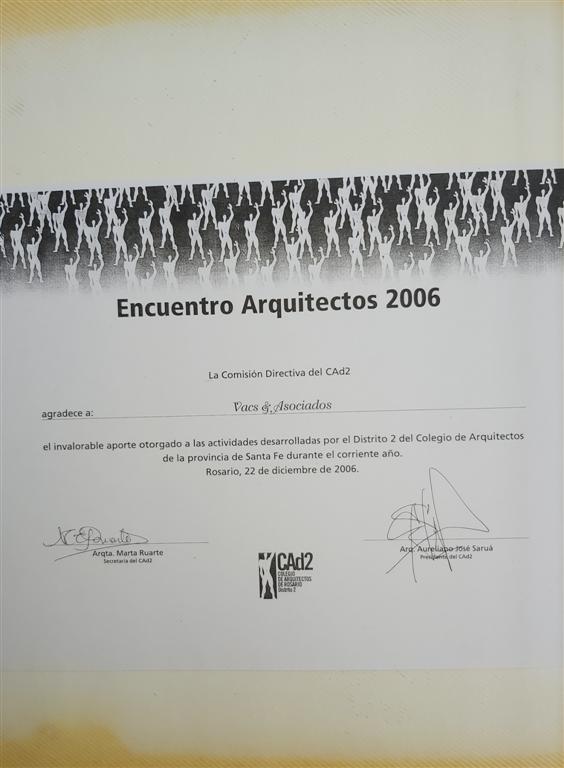 Encuentro Arquitectos 2006
La Comisión Directiva del CAd2
agradece a: Vacs & Asociados
el invalorable aporte otorgado a las actividades desarrolladas por el Distrito 2 del Colegio de Arquitectos
de la provincia de Santa Fe durante el corriente año.
Rosario, 22 de diciembre de 2006.
Arqta. Marta Ruarte
Secretaria del CAd2
Arq. Aureliano José Saruá
Presidente del CAd2
CAd2
COLEGIO
DE ARQUITECTOS
DE ROSARIO
Distrito 2